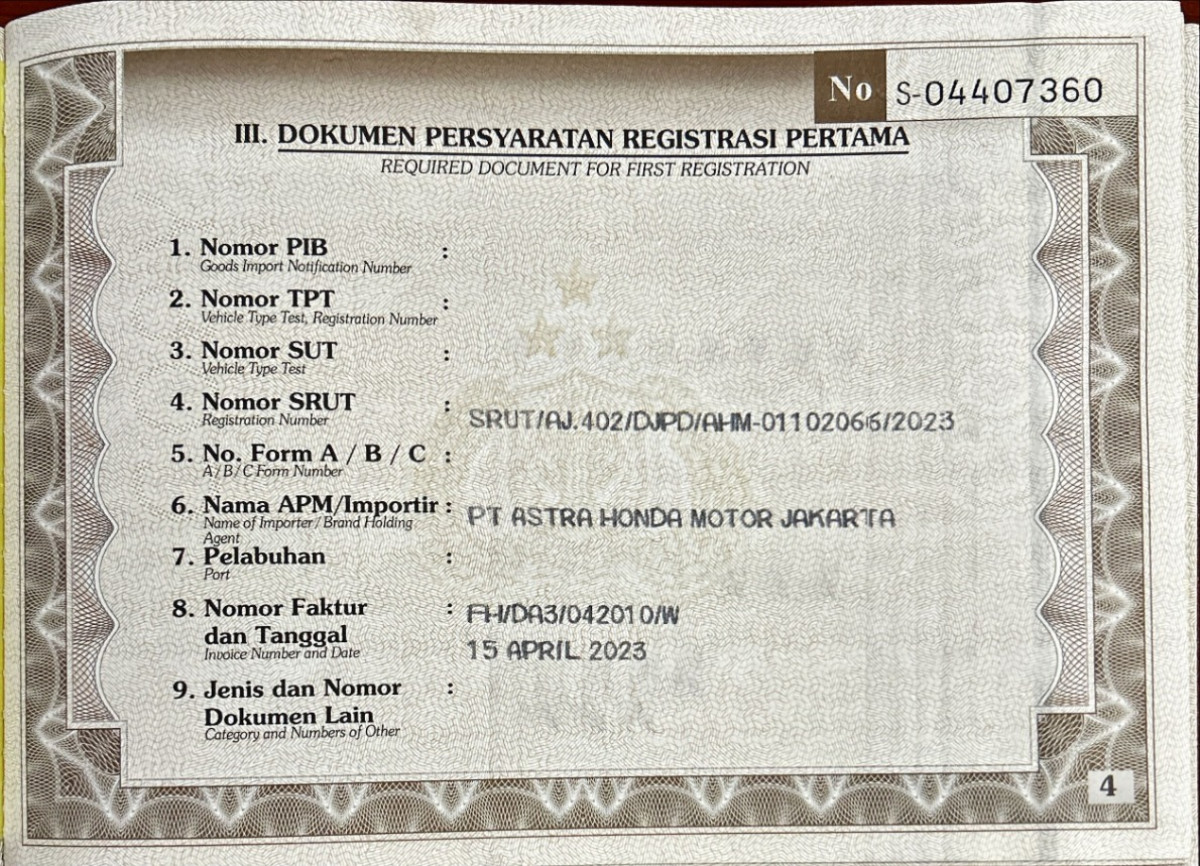 No S-04407360
III. DOKUMEN PERSYARATAN REGISTRASI PERTAMA
REQUIRED DOCUMENT FOR FIRST REGISTRATION
1. Nomor PIB :
Goods Import Notification Number
2. Nomor TPT :
Vehicle Type Test, Registration Number
3. Nomor SUT :
Vehicle Type Test
4. Nomor SRUT : SRUT/AJ.402/DJPD/AHM-01102066/2023
Registration Number
5. No. Form A / B / C :
A / B / C Form Number
6. Nama APM/Importir : PT ASTRA HONDA MOTOR JAKARTA
Name of Importer / Brand Holding
Agent
7. Pelabuhan :
Port
8. Nomor Faktur : FH/DA3/042010/W
dan Tanggal 15 APRIL 2023
Invoice Number and Date
9. Jenis dan Nomor :
Dokumen Lain
Category and Numbers of Other
4